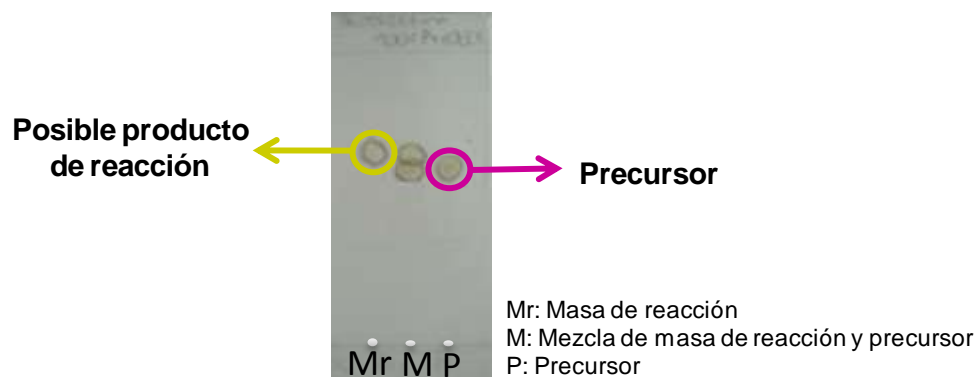 Posible producto
de reacción
Precursor
Mr M P
Mr: Masa de reacción
M: Mezcla de masa de reacción y precursor
P: Precursor